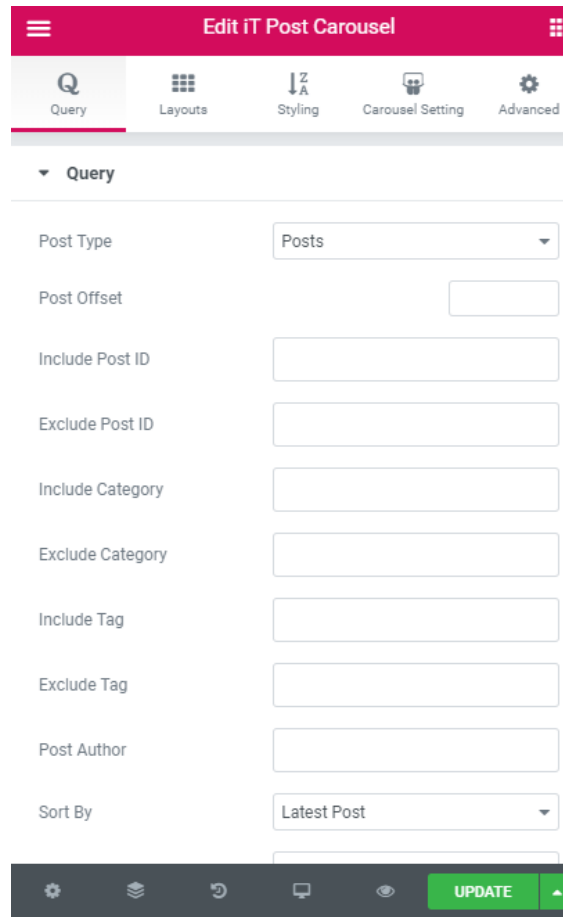 Edit iT Post Carousel
Query Layouts Styling Carousel Setting Advanced
Query
Post Type Posts
Post Offset
Include Post ID
Exclude Post ID
Include Category
Exclude Category
Include Tag
Exclude Tag
Post Author
Sort By Latest Post
UPDATE